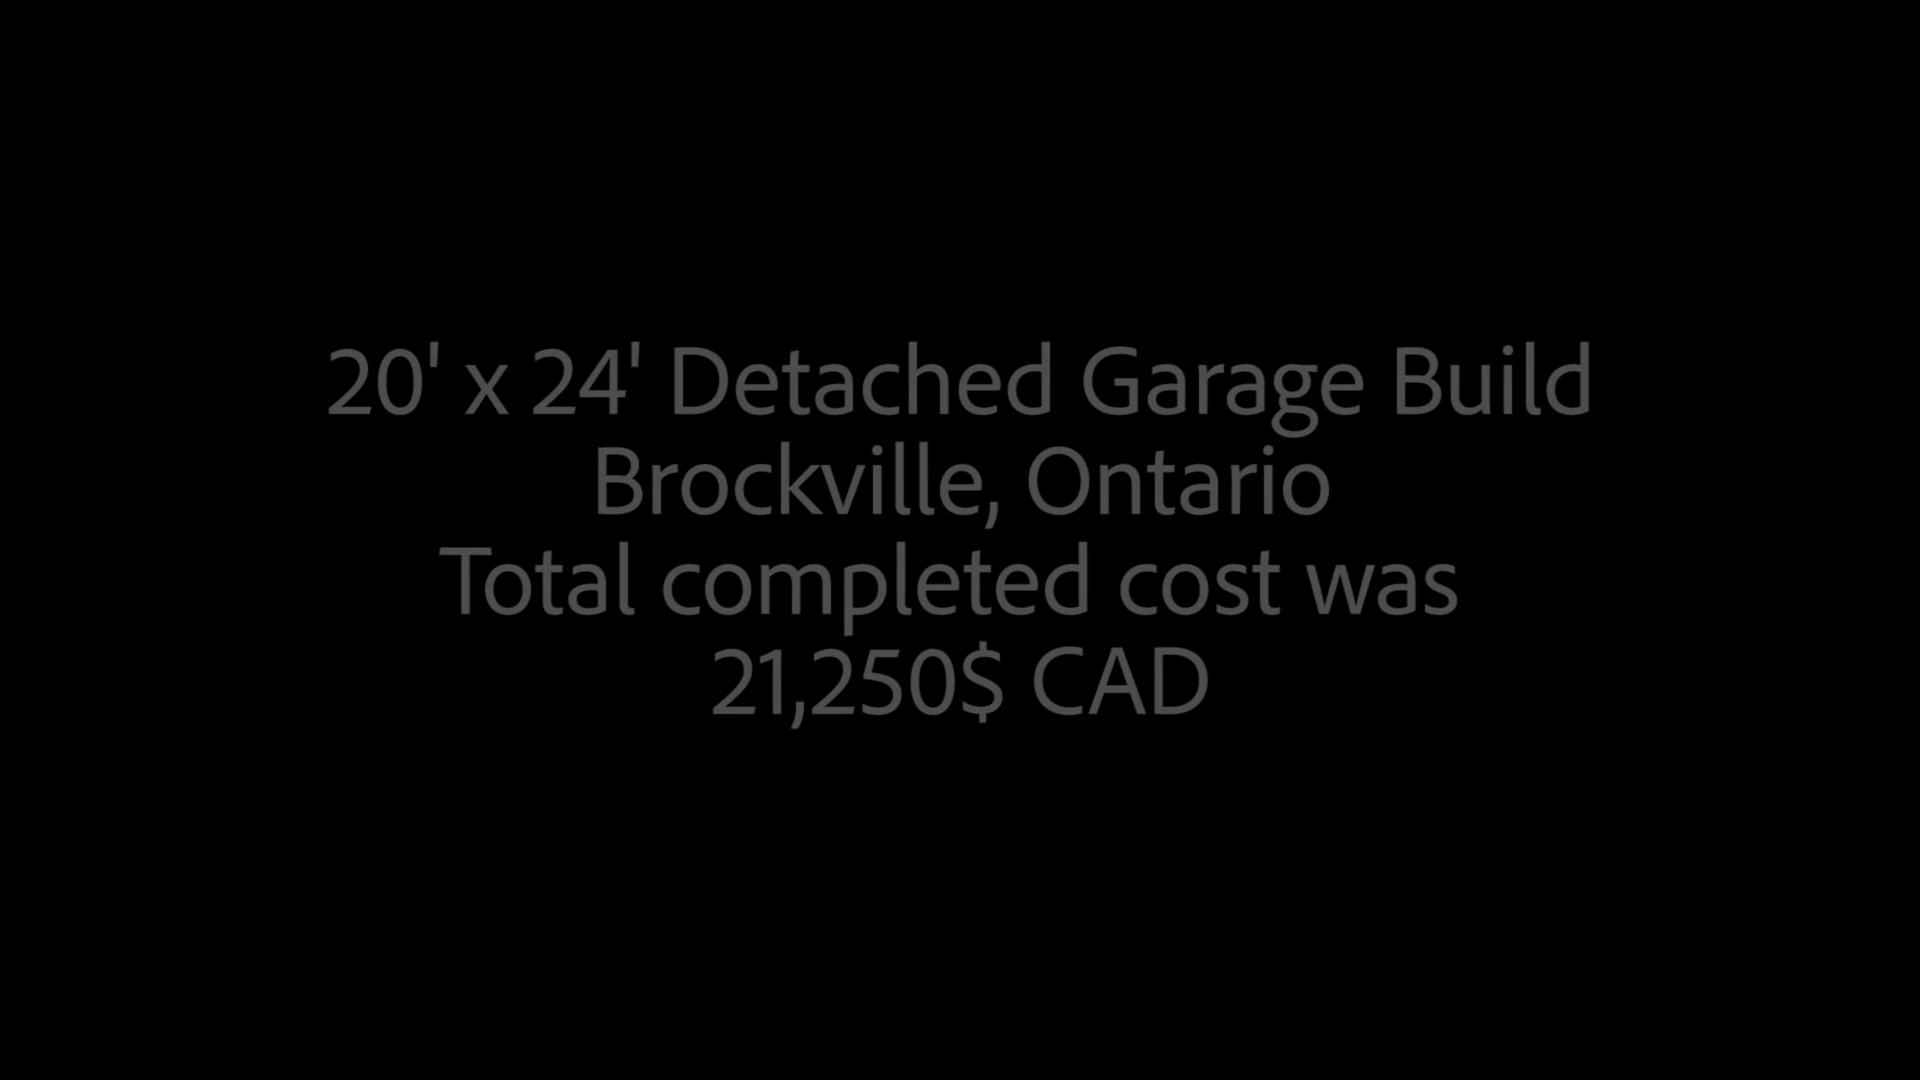 20' x 24' Detached Garage Build
Brockville, Ontario
Total completed cost was
21,250$ CAD